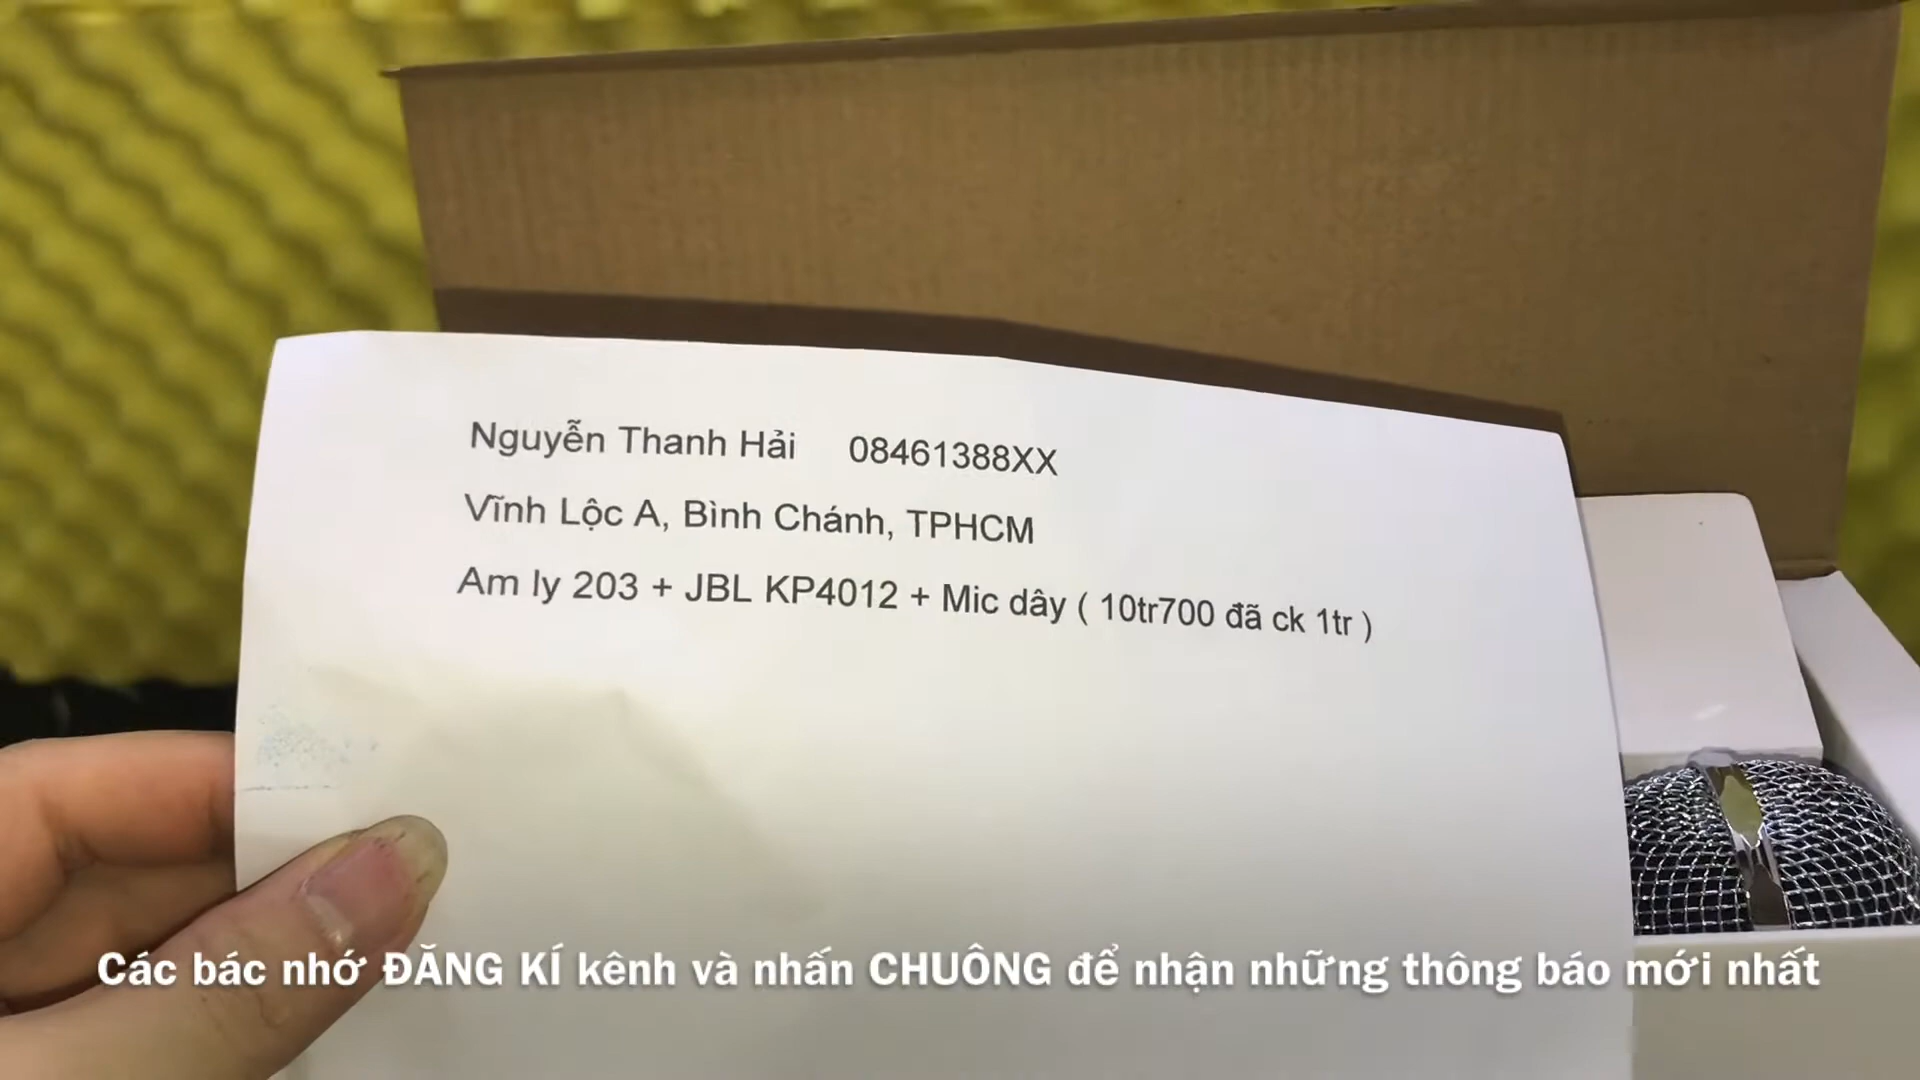 Nguyễn Thanh Hải 08461388XX
Vĩnh Lộc A, Bình Chánh, TPHCM
Am ly 203 + JBL KP4012 + Mic dây ( 10tr700 đã ck 1tr )
Các bác nhớ ĐĂNG KÍ kênh và nhấn CHUÔNG để nhận những thông báo mới nhất